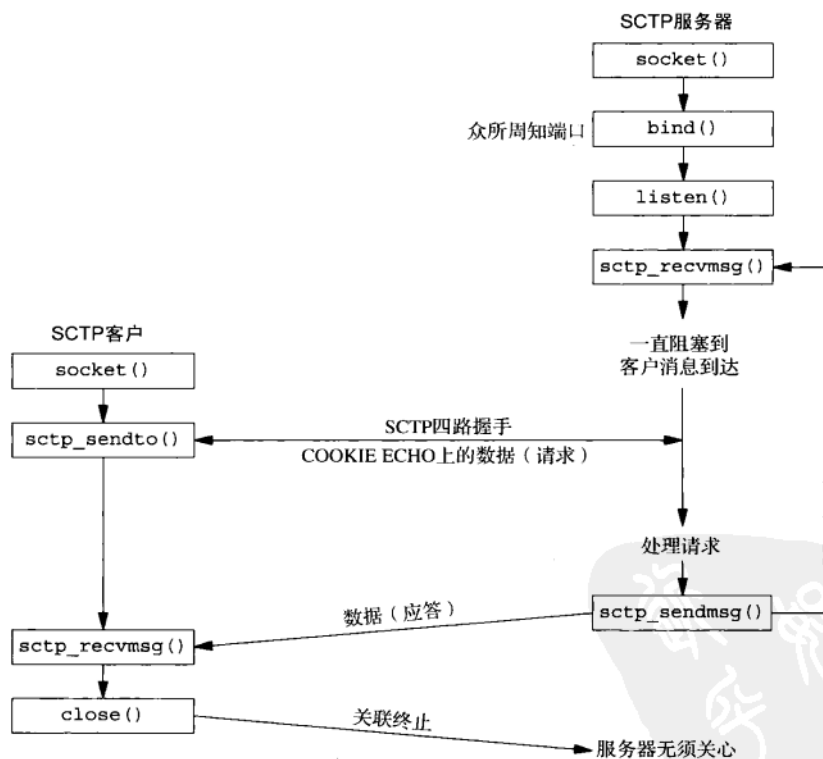 SCTP服务器
socket()
众所周知端口
bind()
listen()
sctp_recvmsg()
一直阻塞到
客户消息到达
SCTP客户
socket()
sctp_sendto()
SCTP四路握手
COOKIE ECHO上的数据（请求）
处理请求
sctp_sendmsg()
数据（应答）
sctp_recvmsg()
close()
关联终止
服务器无须关心